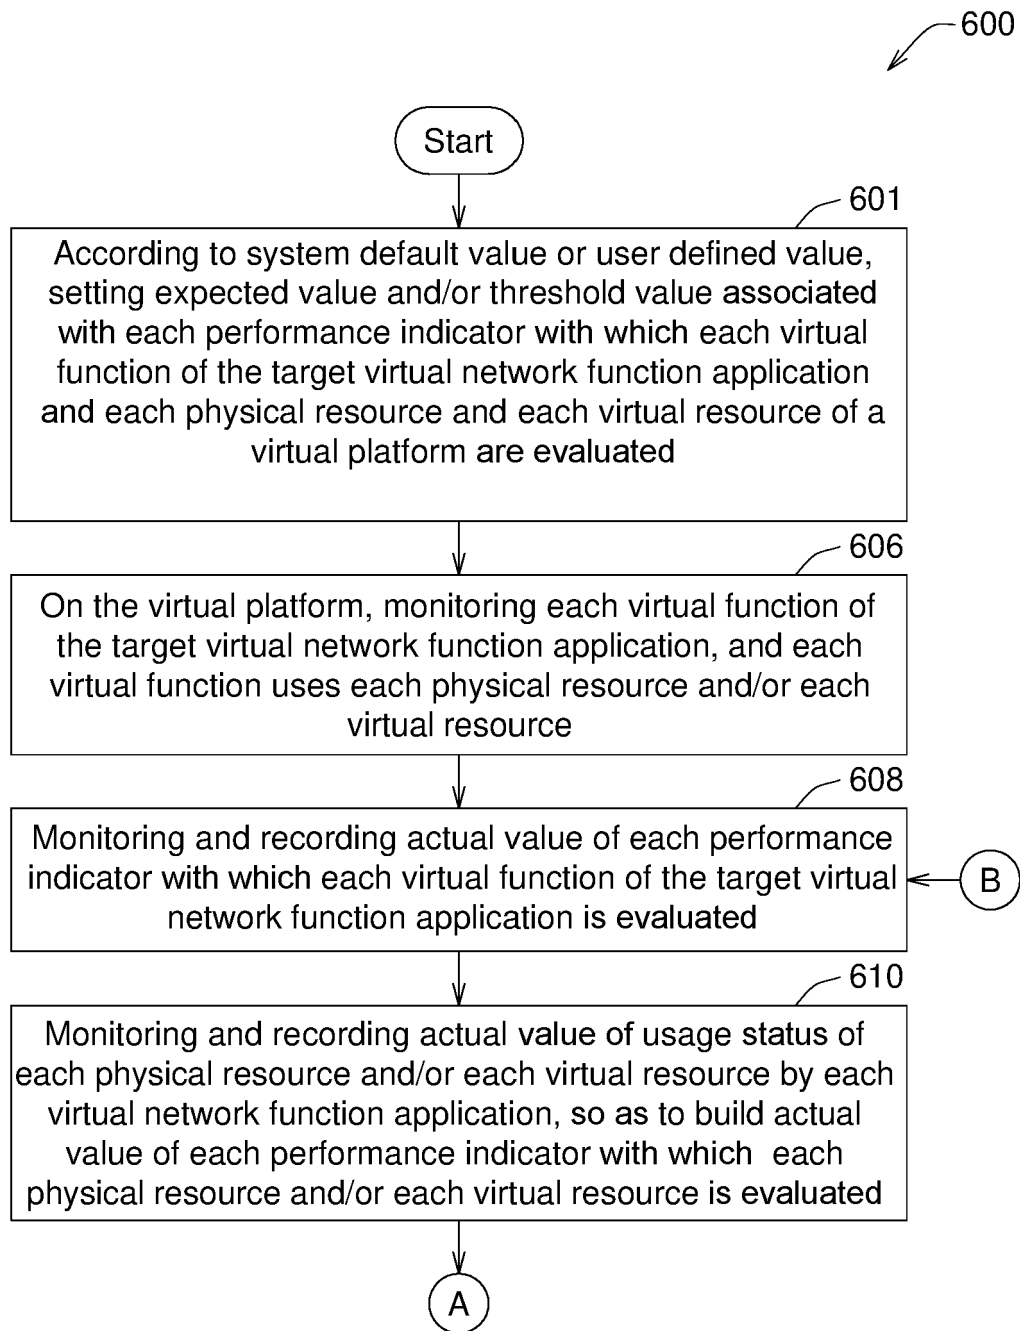 600
Start
601
According to system default value or user defined value,
setting expected value and/or threshold value associated
with each performance indicator with which each virtual
function of the target virtual network function application
and each physical resource and each virtual resource of a
virtual platform are evaluated
606
On the virtual platform, monitoring each virtual function of
the target virtual network function application, and each
virtual function uses each physical resource and/or each
virtual resource
608
Monitoring and recording actual value of each performance
indicator with which each virtual function of the target virtual
network function application is evaluated
B
610
Monitoring and recording actual value of usage status of
each physical resource and/or each virtual resource by each
virtual network function application, so as to build actual
value of each performance indicator with which each
physical resource and/or each virtual resource is evaluated
A